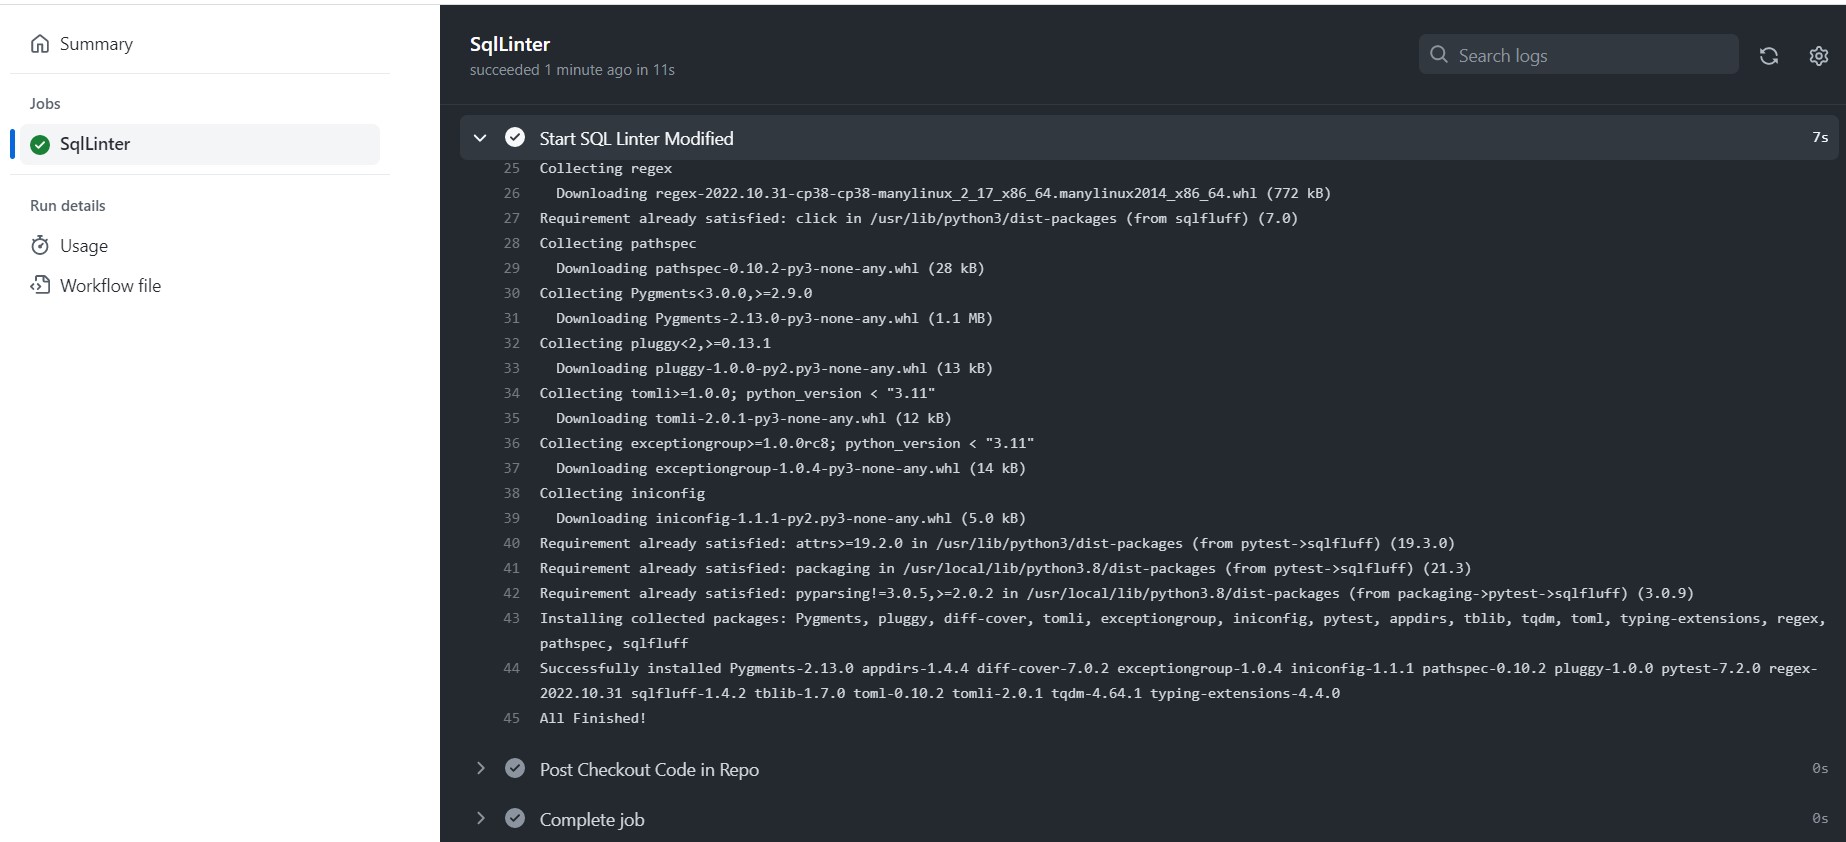 Summary
Jobs
SqlLinter
Run details
Usage
Workflow file
SqlLinter
succeeded 1 minute ago in 11s
Search logs
Start SQL Linter Modified 7s
25 Collecting regex
26 Downloading regex-2022.10.31-cp38-cp38-manylinux_2_17_x86_64.manylinux2014_x86_64.whl (772 kB)
27 Requirement already satisfied: click in /usr/lib/python3/dist-packages (from sqlfluff) (7.0)
28 Collecting pathspec
29 Downloading pathspec-0.10.2-py3-none-any.whl (28 kB)
30 Collecting Pygments<3.0.0,>=2.9.0
31 Downloading Pygments-2.13.0-py3-none-any.whl (1.1 MB)
32 Collecting pluggy<2,>=0.13.1
33 Downloading pluggy-1.0.0-py2.py3-none-any.whl (13 kB)
34 Collecting tomli>=1.0.0; python_version < "3.11"
35 Downloading tomli-2.0.1-py3-none-any.whl (12 kB)
36 Collecting exceptiongroup>=1.0.0rc8; python_version < "3.11"
37 Downloading exceptiongroup-1.0.4-py3-none-any.whl (14 kB)
38 Collecting iniconfig
39 Downloading iniconfig-1.1.1-py2.py3-none-any.whl (5.0 kB)
40 Requirement already satisfied: attrs>=19.2.0 in /usr/lib/python3/dist-packages (from pytest->sqlfluff) (19.3.0)
41 Requirement already satisfied: packaging in /usr/local/lib/python3.8/dist-packages (from pytest->sqlfluff) (21.3)
42 Requirement already satisfied: pyparsing!=3.0.5,>=2.0.2 in /usr/local/lib/python3.8/dist-packages (from packaging->pytest->sqlfluff) (3.0.9)
43 Installing collected packages: Pygments, pluggy, diff-cover, tomli, exceptiongroup, iniconfig, pytest, appdirs, tblib, tqdm, toml, typing-extensions, regex,
pathspec, sqlfluff
44 Successfully installed Pygments-2.13.0 appdirs-1.4.4 diff-cover-7.0.2 exceptiongroup-1.0.4 iniconfig-1.1.1 pathspec-0.10.2 pluggy-1.0.0 pytest-7.2.0 regex-
2022.10.31 sqlfluff-1.4.2 tblib-1.7.0 toml-0.10.2 tomli-2.0.1 tqdm-4.64.1 typing-extensions-4.4.0
45 All Finished!
Post Checkout Code in Repo 0s
Complete job 0s